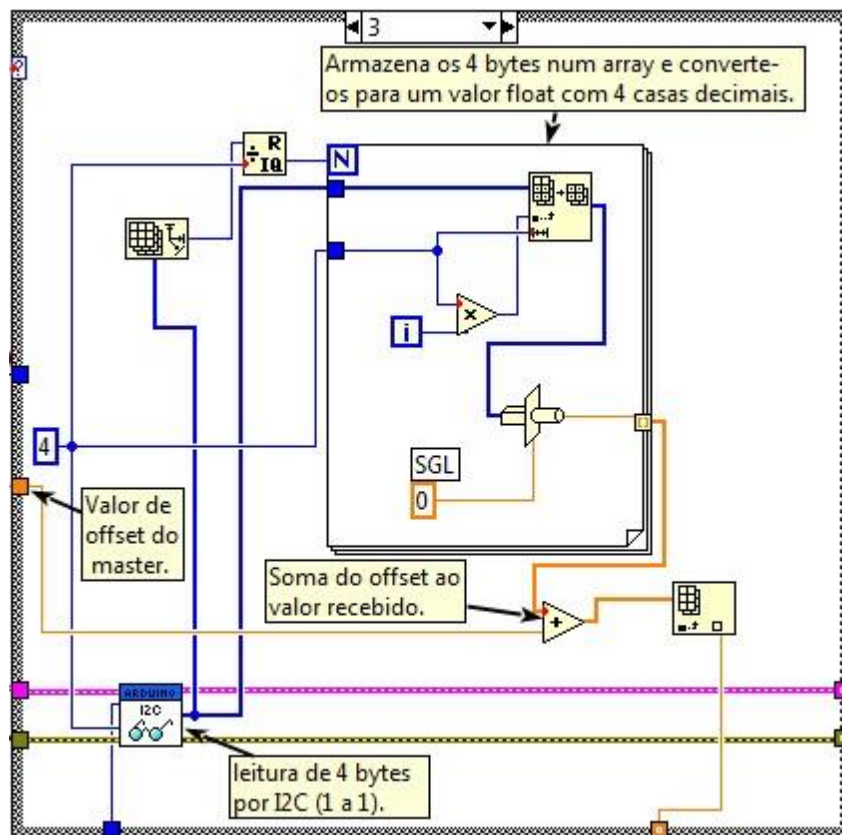 3
Armazena os 4 bytes num array e converte-
os para um valor float com 4 casas decimais.
R
IQ
N
i
4
SGL
0
Valor de
offset do
master.
Soma do offset ao
valor recebido.
ARDUINO
I2C
leitura de 4 bytes
por I2C (1 a 1).